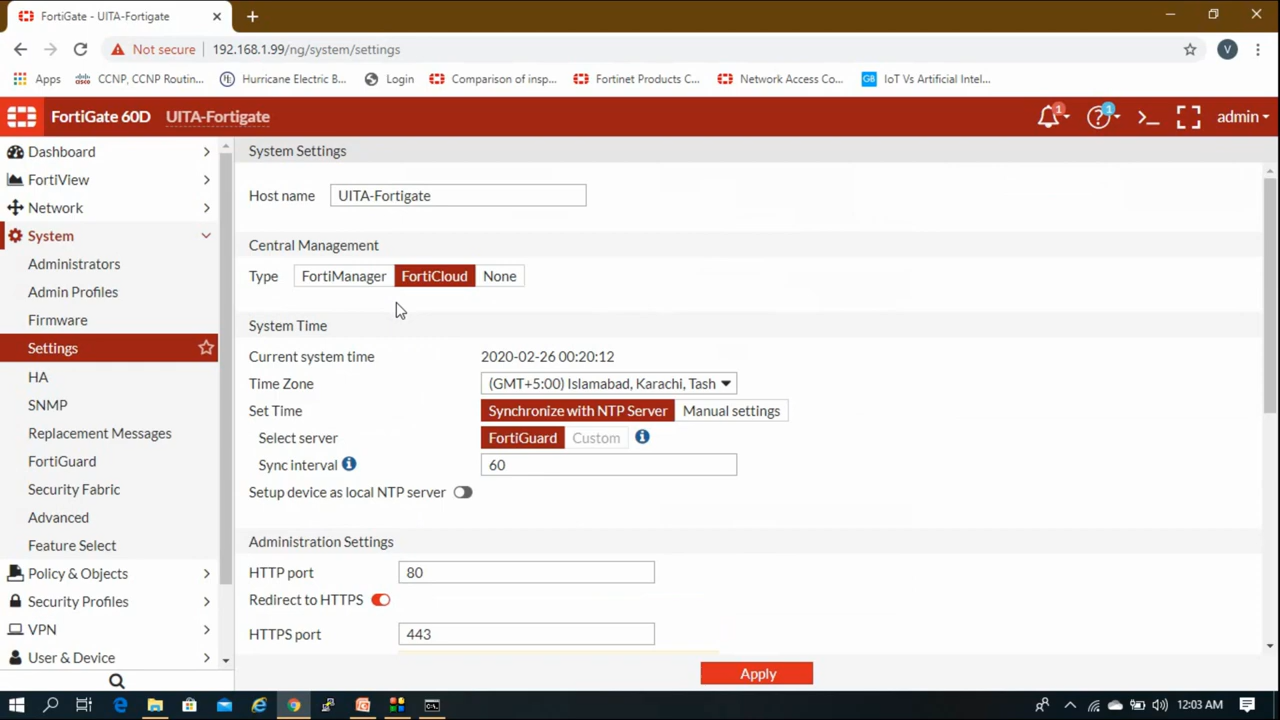 FortiGate - UITA-Fortigate
Not secure 192.168.1.99/ng/system/settings
V
Apps CCNP, CCNP Routin... Hurricane Electric B... Login Comparison of insp... Fortinet Products C... Network Access Co... GB IoT Vs Artificial Intel...
FortiGate 60D UITA-Fortigate 1 1 admin
Dashboard
FortiView
Network
System
Administrators
Admin Profiles
Firmware
Settings
HA
SNMP
Replacement Messages
FortiGuard
Security Fabric
Advanced
Feature Select
Policy & Objects
Security Profiles
VPN
User & Device
System Settings
Host name UITA-Fortigate
Central Management
Type FortiManager FortiCloud None
System Time
Current system time 2020-02-26 00:20:12
Time Zone (GMT+5:00) Islamabad, Karachi, Tash
Set Time Synchronize with NTP Server Manual settings
Select server FortiGuard Custom
Sync interval 60
Setup device as local NTP server
Administration Settings
HTTP port 80
Redirect to HTTPS
HTTPS port 443
Apply
12:03 AM